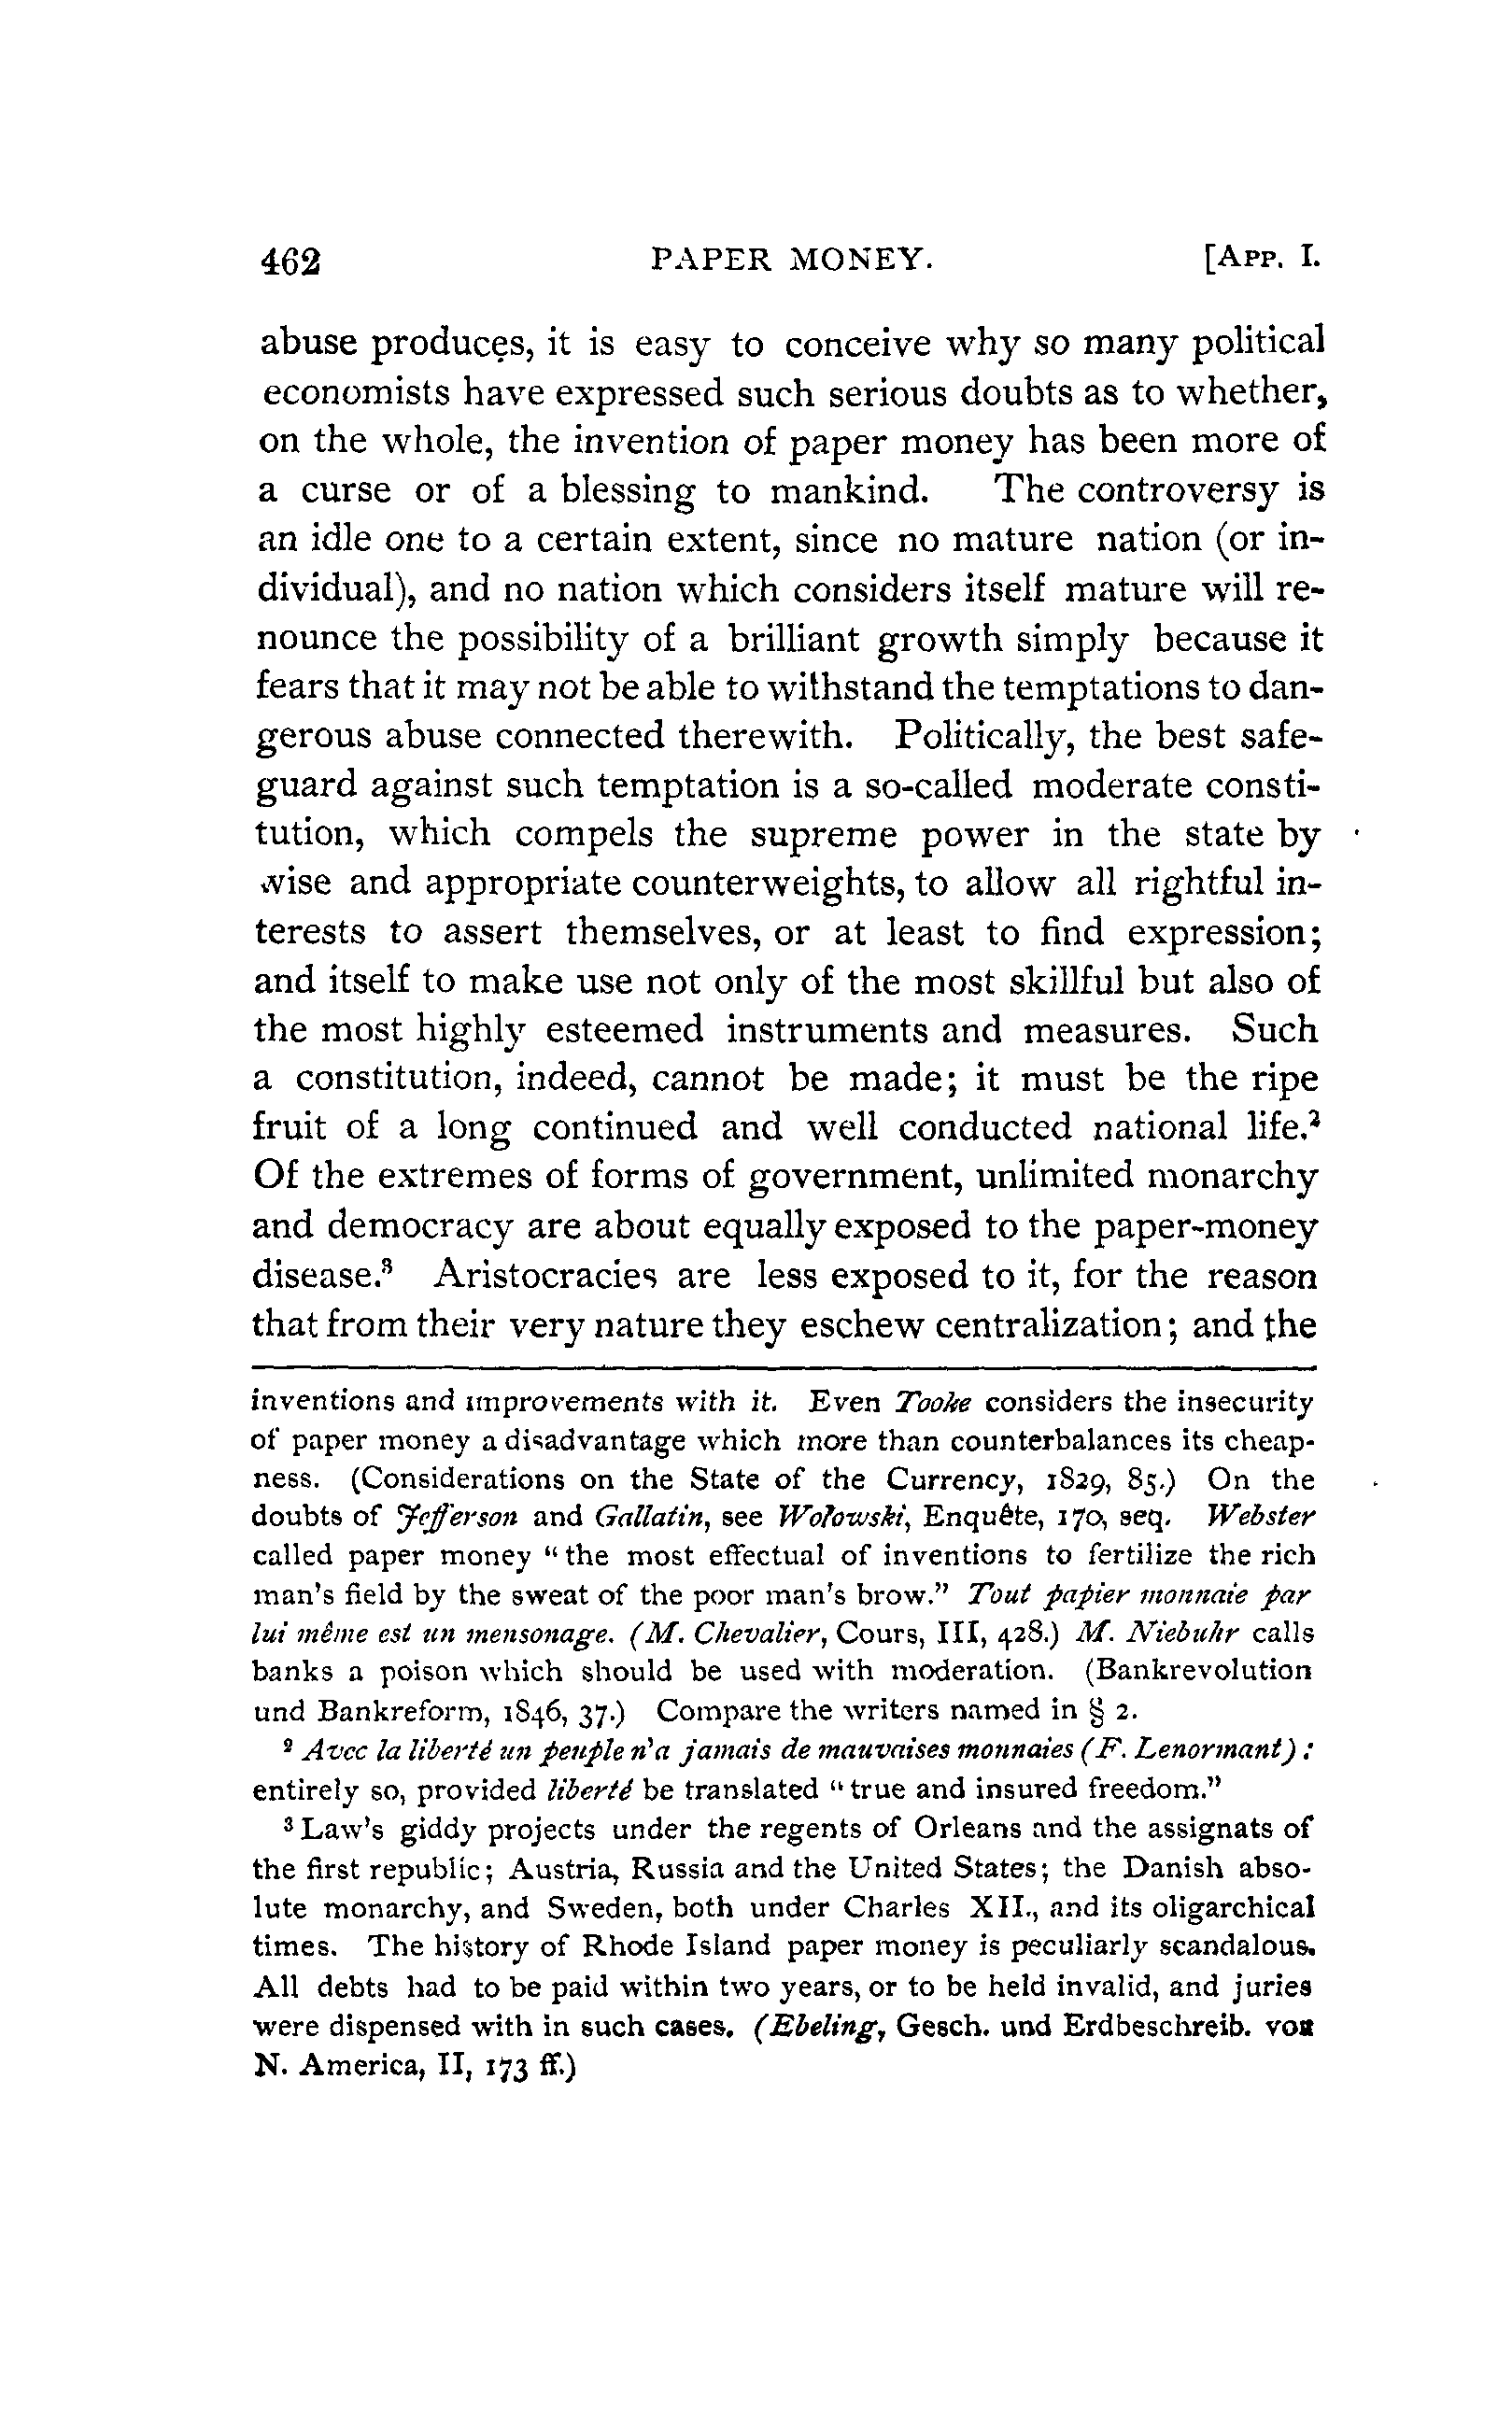 462 PAPER MONEY. [APP. I.
abuse produces, it is easy to conceive why so many political
economists have expressed such serious doubts as to whether,
on the whole, the invention of paper money has been more of
a curse or of a blessing to mankind. The controversy is
an idle one to a certain extent, since no mature nation (or in-
dividual), and no nation which considers itself mature will re-
nounce the possibility of a brilliant growth simply because it
fears that it may not be able to withstand the temptations to dan-
gerous abuse connected therewith. Politically, the best safe-
guard against such temptation is a so-called moderate consti-
tution, which compels the supreme power in the state by
wise and appropriate counterweights, to allow all rightful in-
terests to assert themselves, or at least to find expression;
and itself to make use not only of the most skillful but also of
the most highly esteemed instruments and measures. Such
a constitution, indeed, cannot be made; it must be the ripe
fruit of a long continued and well conducted national life.²
Of the extremes of forms of government, unlimited monarchy
and democracy are about equally exposed to the paper-money
disease.³ Aristocracies are less exposed to it, for the reason
that from their very nature they eschew centralization; and the
inventions and improvements with it. Even Tooke considers the insecurity
of paper money a disadvantage which more than counterbalances its cheap-
ness. (Considerations on the State of the Currency, 1829, 85.) On the
doubts of Jefferson and Gallatin, see Wolowski, Enquête, 170, seq. Webster
called paper money "the most effectual of inventions to fertilize the rich
man's field by the sweat of the poor man's brow." Tout papier monnaie par
lui même est un mensonage. (M. Chevalier, Cours, III, 428.) M. Niebuhr calls
banks a poison which should be used with moderation. (Bankrevolution
und Bankreform, 1846, 37.) Compare the writers named in § 2.
² Avec la liberté un peuple n'a jamais de mauvaises monnaies (F. Lenormant):
entirely so, provided liberté be translated "true and insured freedom."
³ Law's giddy projects under the regents of Orleans and the assignats of
the first republic; Austria, Russia and the United States; the Danish abso-
lute monarchy, and Sweden, both under Charles XII., and its oligarchical
times. The history of Rhode Island paper money is peculiarly scandalous.
All debts had to be paid within two years, or to be held invalid, and juries
were dispensed with in such cases. (Ebeling, Gesch. und Erdbeschreib. von
N. America, II, 173 ff.)